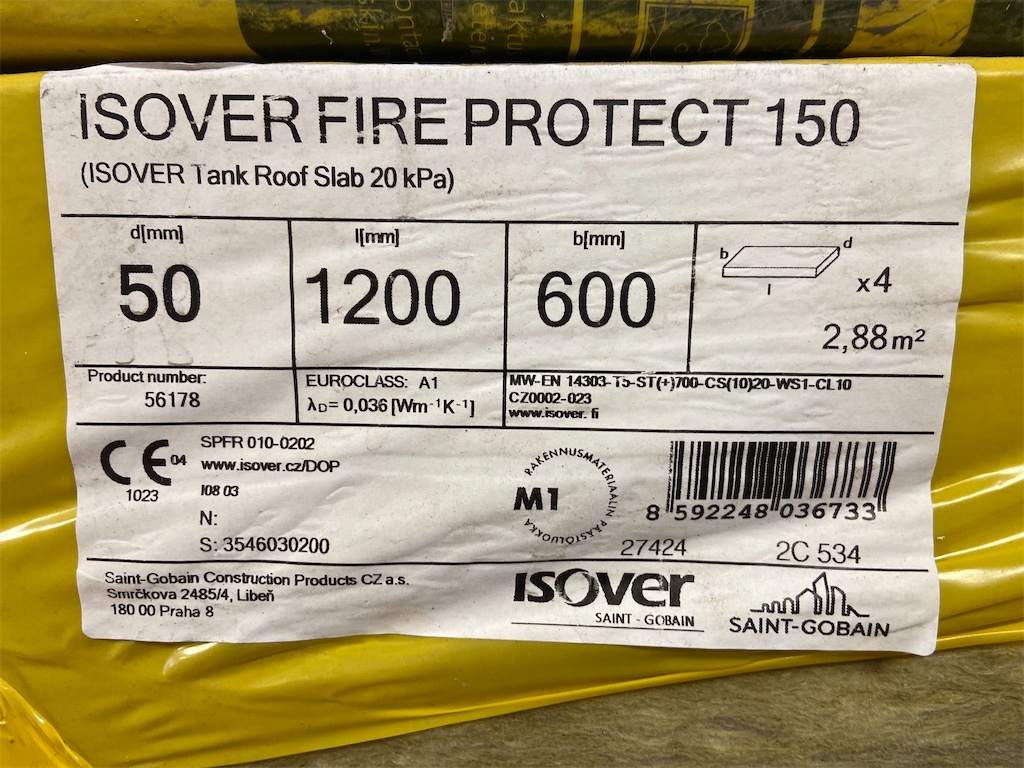 ISOVER FIRE PROTECT 150
(ISOVER Tank Roof Slab 20 kPa)
d[mm]
50
l[mm]
1200
b[mm]
600
b
d
l
x4
2,88m²
Product number:
56178
EUROCLASS: A1
λD= 0,036 [Wm⁻¹K⁻¹]
MW-EN 14303-T5-ST(+)700-CS(10)20-WS1-CL10
CZ0002-023
www.isover.fi
CE 04
1023
SPFR 010-0202
www.isover.cz/DOP
I08 03
N:
S: 3546030200
RAKENNUSMATERIAALIN PÄÄSTÖLUOKKA
M1
8 592248 036733
27424
2C 534
Saint-Gobain Construction Products CZ a.s.
Smrčkova 2485/4, Libeň
180 00 Praha 8
isover
SAINT-GOBAIN
SAINT-GOBAIN